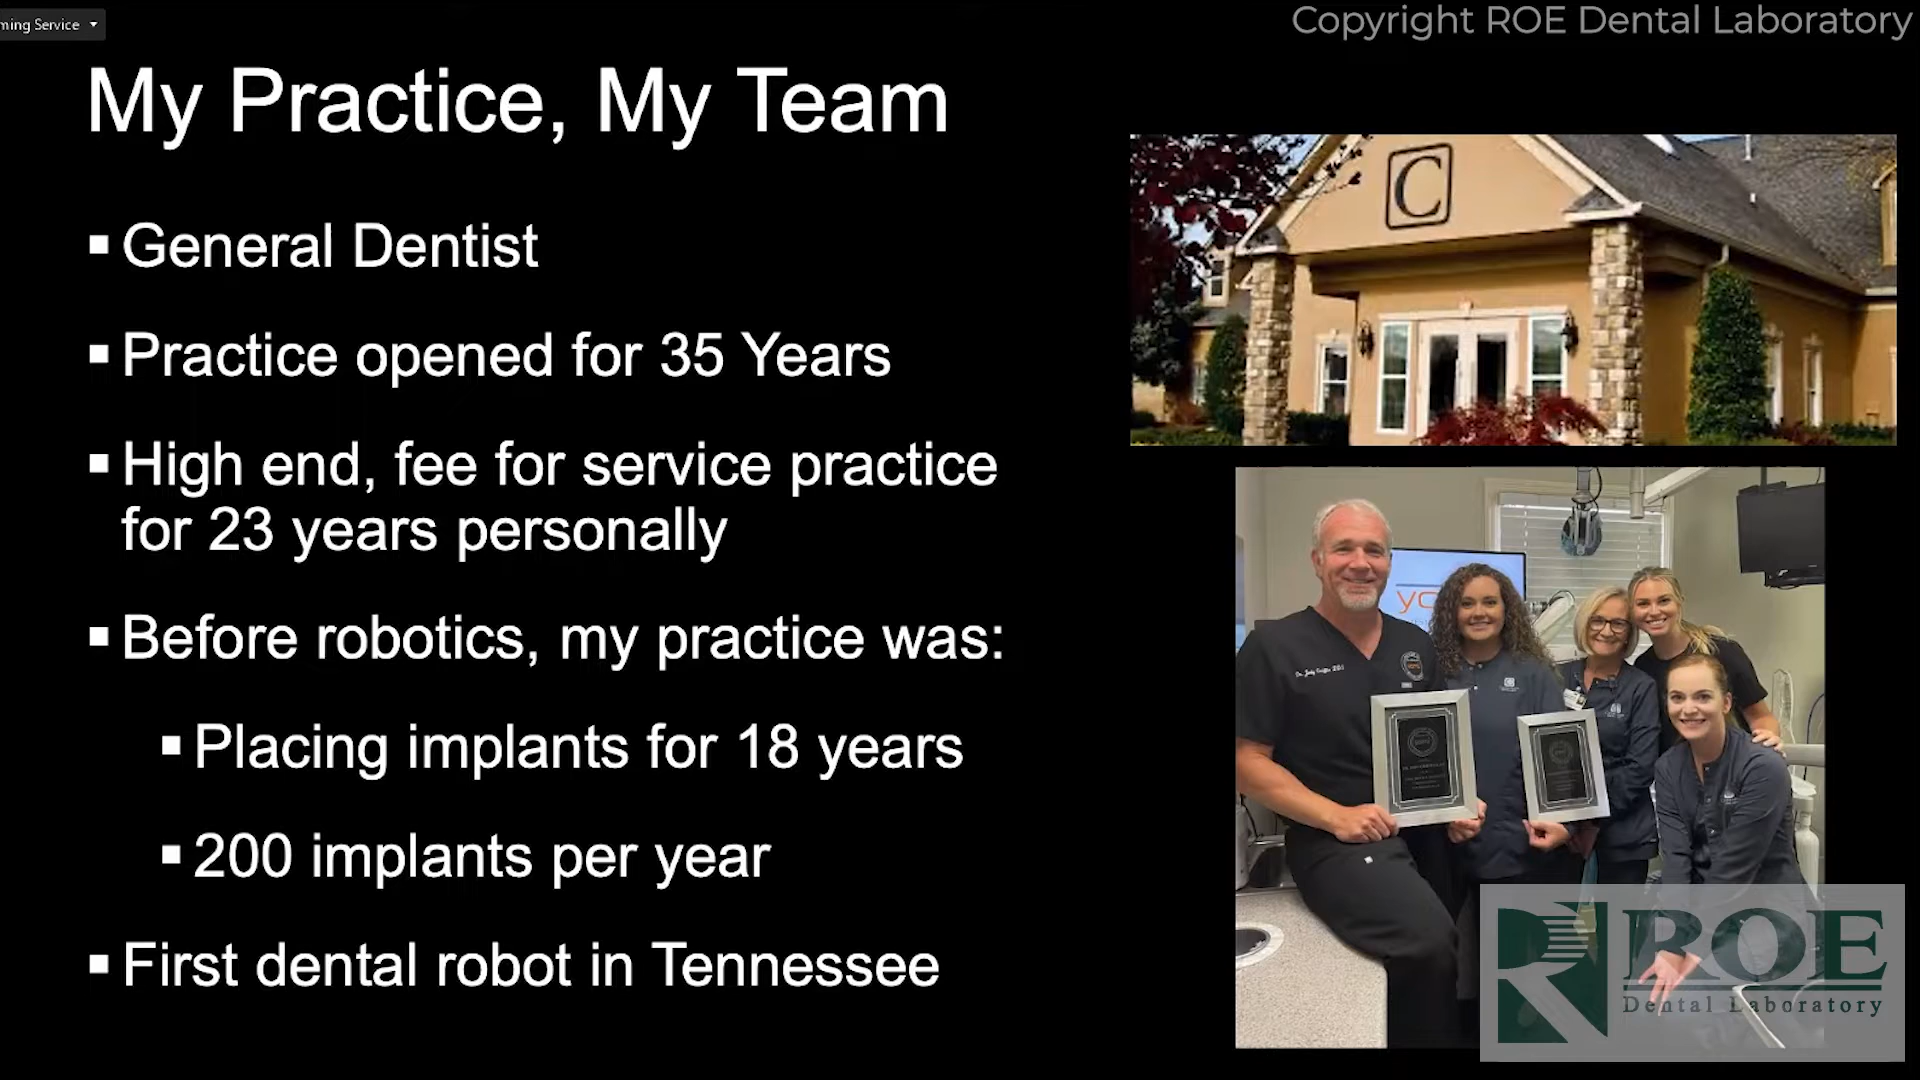 ming Service
Copyright ROE Dental Laboratory
My Practice, My Team
▪ General Dentist
▪ Practice opened for 35 Years
▪ High end, fee for service practice
for 23 years personally
▪ Before robotics, my practice was:
▪ Placing implants for 18 years
▪ 200 implants per year
▪ First dental robot in Tennessee
C
yo
ROE
Dental Laboratory